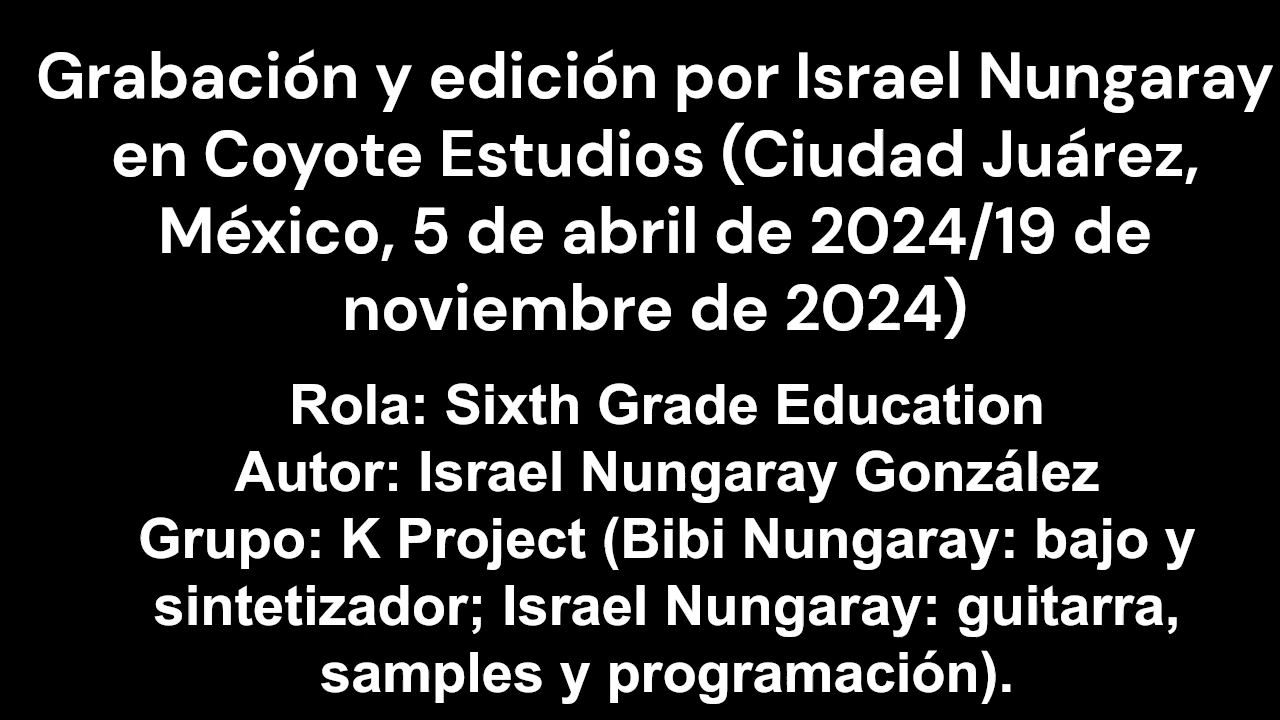 Grabación y edición por Israel Nungaray
en Coyote Estudios (Ciudad Juárez,
México, 5 de abril de 2024/19 de
noviembre de 2024)
Rola: Sixth Grade Education
Autor: Israel Nungaray González
Grupo: K Project (Bibi Nungaray: bajo y
sintetizador; Israel Nungaray: guitarra,
samples y programación).